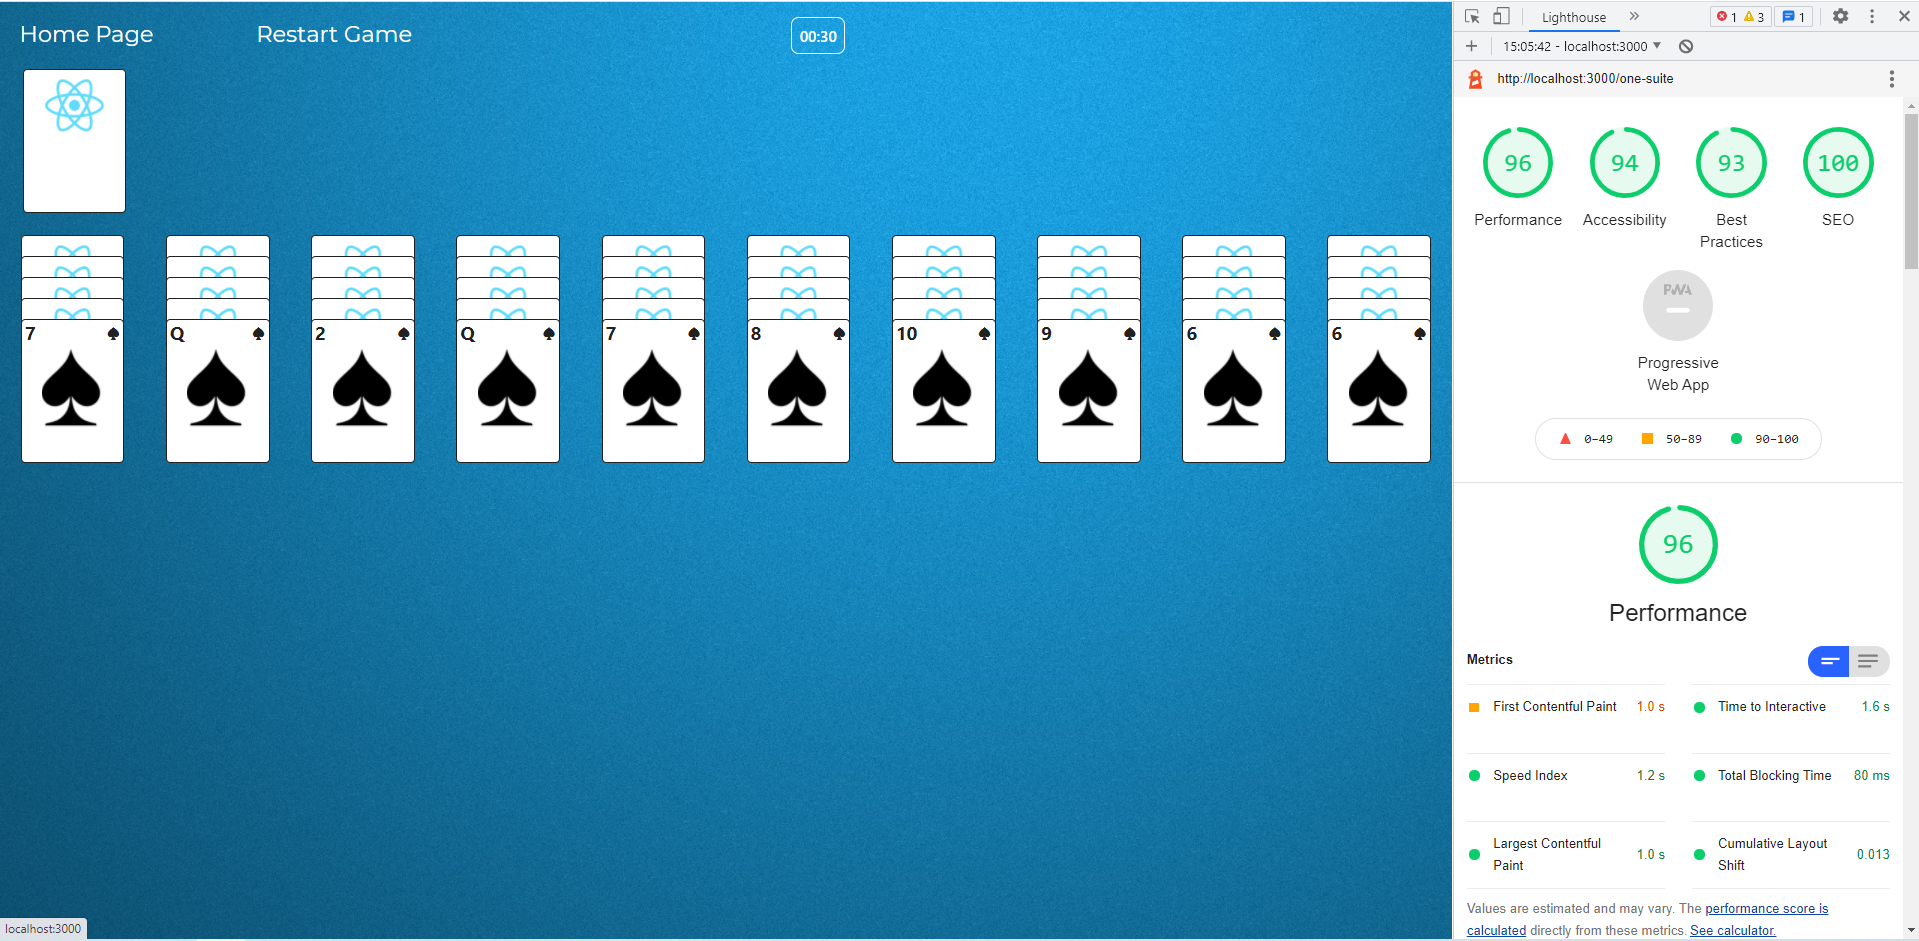 Home Page Restart Game 00:30
7 Q 2 Q 7 8 10 9 6 6
localhost:3000
Lighthouse 1 3 1
15:05:42 - localhost:3000
http://localhost:3000/one-suite
96 94 93 100
Performance Accessibility Best SEO
Practices
PWA
Progressive
Web App
0–49 50–89 90–100
96
Performance
Metrics
First Contentful Paint 1.0 s Time to Interactive 1.6 s
Speed Index 1.2 s Total Blocking Time 80 ms
Largest Contentful Cumulative Layout
Paint 1.0 s Shift 0.013
Values are estimated and may vary. The performance score is
calculated directly from these metrics. See calculator.